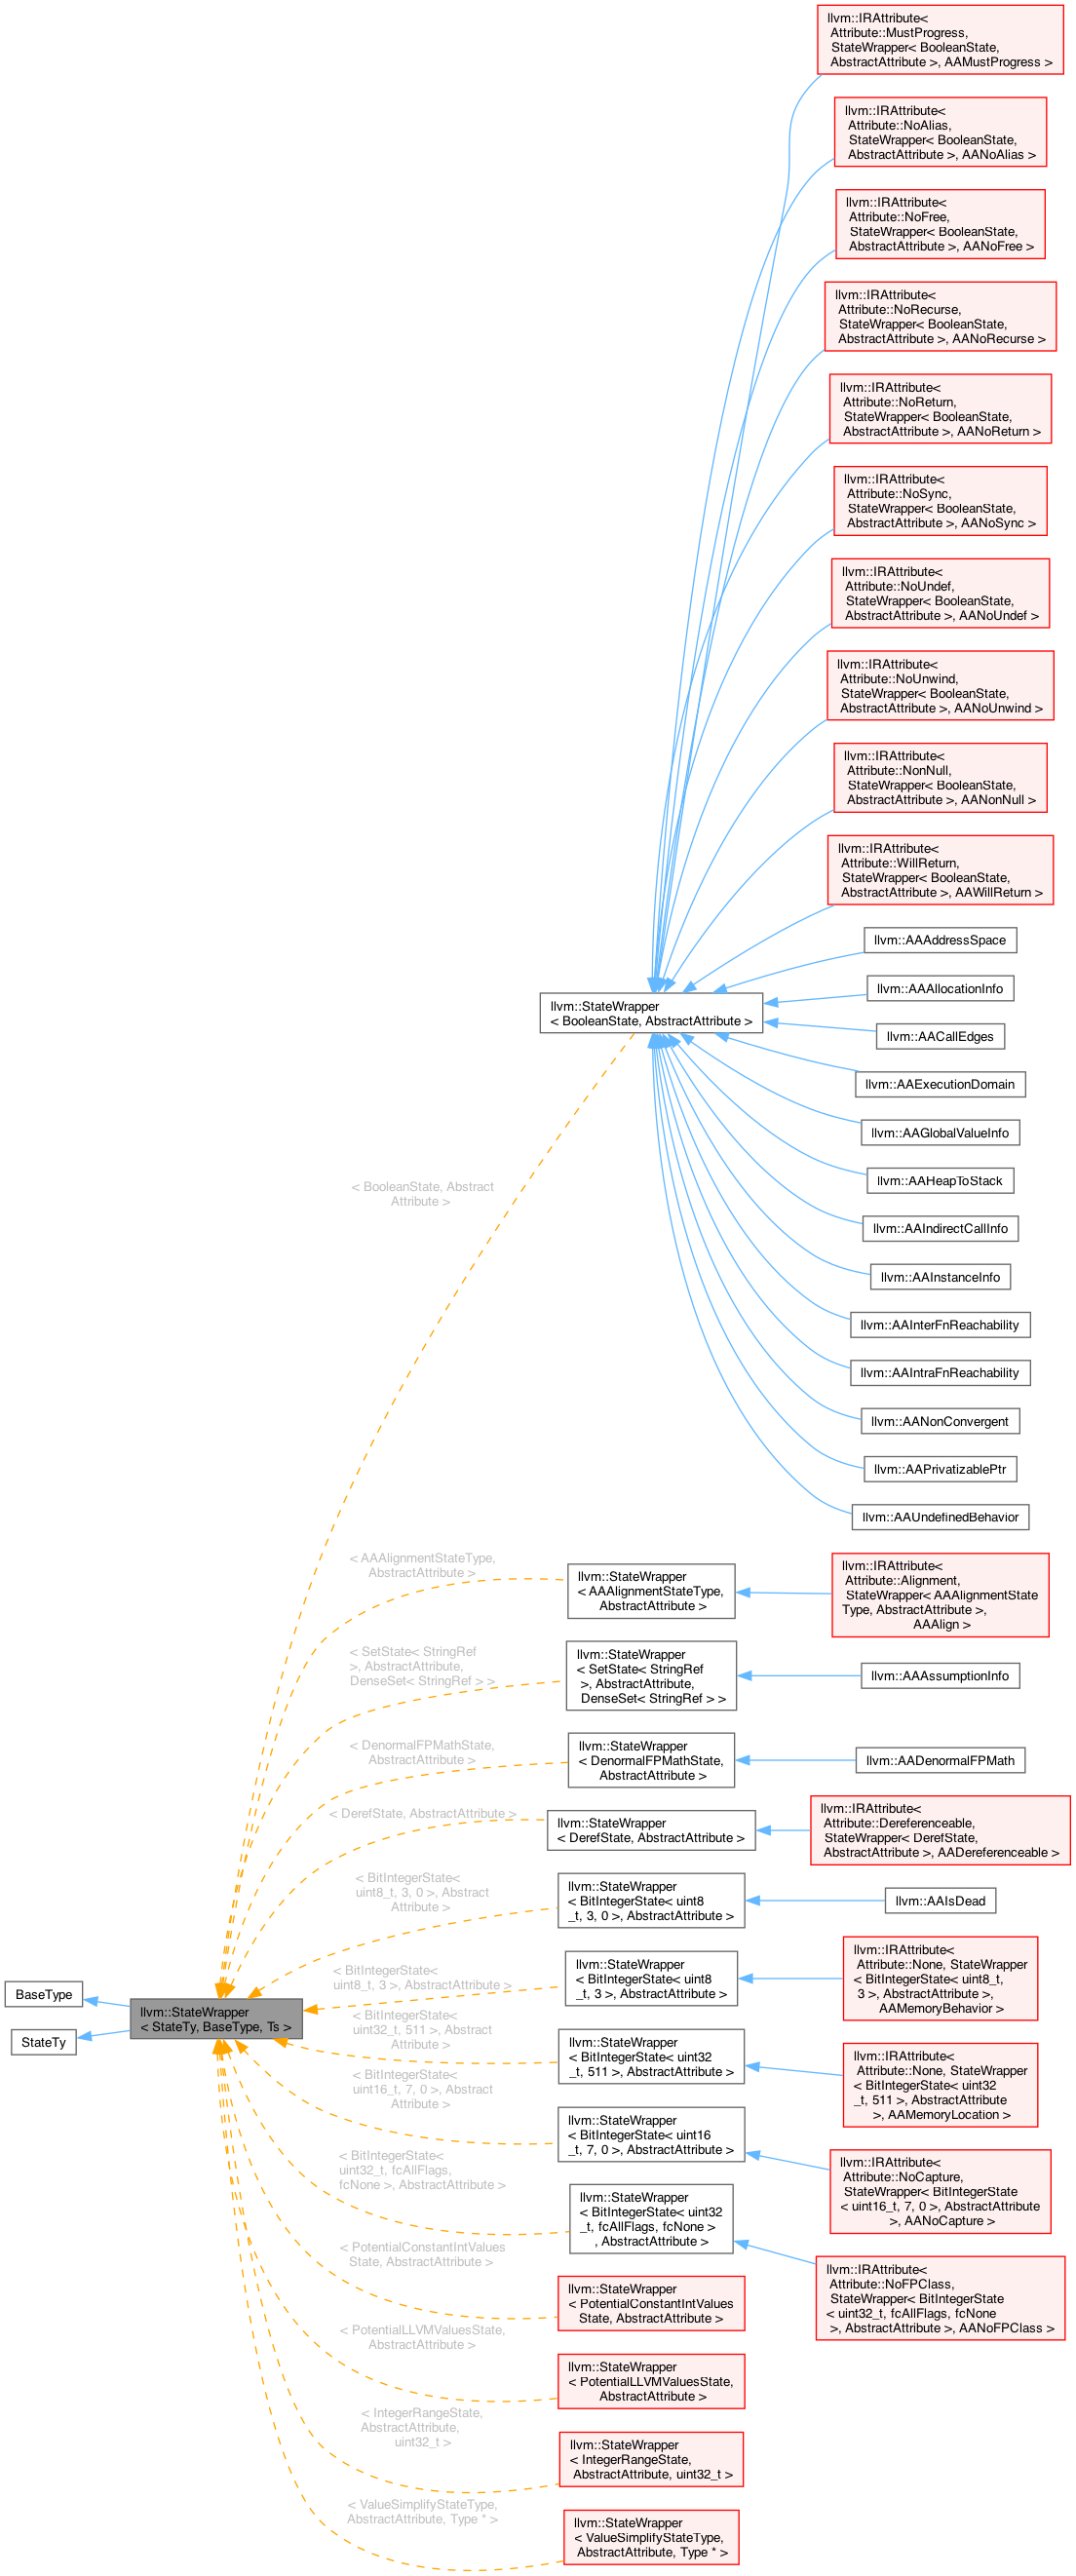 llvm::IRAttribute<
Attribute::MustProgress,
StateWrapper< BooleanState,
AbstractAttribute >, AAMustProgress >
llvm::IRAttribute<
Attribute::NoAlias,
StateWrapper< BooleanState,
AbstractAttribute >, AANoAlias >
llvm::IRAttribute<
Attribute::NoFree,
StateWrapper< BooleanState,
AbstractAttribute >, AANoFree >
llvm::IRAttribute<
Attribute::NoRecurse,
StateWrapper< BooleanState,
AbstractAttribute >, AANoRecurse >
llvm::IRAttribute<
Attribute::NoReturn,
StateWrapper< BooleanState,
AbstractAttribute >, AANoReturn >
llvm::IRAttribute<
Attribute::NoSync,
StateWrapper< BooleanState,
AbstractAttribute >, AANoSync >
llvm::IRAttribute<
Attribute::NoUndef,
StateWrapper< BooleanState,
AbstractAttribute >, AANoUndef >
llvm::IRAttribute<
Attribute::NoUnwind,
StateWrapper< BooleanState,
AbstractAttribute >, AANoUnwind >
llvm::IRAttribute<
Attribute::NonNull,
StateWrapper< BooleanState,
AbstractAttribute >, AANonNull >
llvm::IRAttribute<
Attribute::WillReturn,
StateWrapper< BooleanState,
AbstractAttribute >, AAWillReturn >
llvm::AAAddressSpace
llvm::AAAllocationInfo
llvm::StateWrapper
< BooleanState, AbstractAttribute >
llvm::AACallEdges
llvm::AAExecutionDomain
llvm::AAGlobalValueInfo
llvm::AAHeapToStack
< BooleanState, Abstract
Attribute >
llvm::AAIndirectCallInfo
llvm::AAInstanceInfo
llvm::AAInterFnReachability
llvm::AAIntraFnReachability
llvm::AANonConvergent
llvm::AAPrivatizablePtr
llvm::AAUndefinedBehavior
< AAAlignmentStateType,
AbstractAttribute >
llvm::StateWrapper
< AAAlignmentStateType,
AbstractAttribute >
llvm::IRAttribute<
Attribute::Alignment,
StateWrapper< AAAlignmentState
Type, AbstractAttribute >,
AAAlign >
< SetState< StringRef
>, AbstractAttribute,
DenseSet< StringRef > >
llvm::StateWrapper
< SetState< StringRef
>, AbstractAttribute,
DenseSet< StringRef > >
llvm::AAAssumptionInfo
< DenormalFPMathState,
AbstractAttribute >
llvm::StateWrapper
< DenormalFPMathState,
AbstractAttribute >
llvm::AADenormalFPMath
< DerefState, AbstractAttribute >
llvm::StateWrapper
< DerefState, AbstractAttribute >
llvm::IRAttribute<
Attribute::Dereferenceable,
StateWrapper< DerefState,
AbstractAttribute >, AADereferenceable >
< BitIntegerState<
uint8_t, 3, 0 >, Abstract
Attribute >
llvm::StateWrapper
< BitIntegerState< uint8
_t, 3, 0 >, AbstractAttribute >
llvm::AAIsDead
< BitIntegerState<
uint8_t, 3 >, AbstractAttribute >
llvm::StateWrapper
< BitIntegerState< uint8
_t, 3 >, AbstractAttribute >
llvm::IRAttribute<
Attribute::None, StateWrapper
< BitIntegerState< uint8_t,
3 >, AbstractAttribute >,
AAMemoryBehavior >
BaseType
StateTy
llvm::StateWrapper
< StateTy, BaseType, Ts >
< BitIntegerState<
uint32_t, 511 >, Abstract
Attribute >
llvm::StateWrapper
< BitIntegerState< uint32
_t, 511 >, AbstractAttribute >
llvm::IRAttribute<
Attribute::None, StateWrapper
< BitIntegerState< uint32
_t, 511 >, AbstractAttribute
>, AAMemoryLocation >
< BitIntegerState<
uint16_t, 7, 0 >, Abstract
Attribute >
llvm::StateWrapper
< BitIntegerState< uint16
_t, 7, 0 >, AbstractAttribute >
llvm::IRAttribute<
Attribute::NoCapture,
StateWrapper< BitIntegerState
< uint16_t, 7, 0 >, AbstractAttribute
>, AANoCapture >
< BitIntegerState<
uint32_t, fcAllFlags,
fcNone >, AbstractAttribute >
llvm::StateWrapper
< BitIntegerState< uint32
_t, fcAllFlags, fcNone >
, AbstractAttribute >
llvm::IRAttribute<
Attribute::NoFPClass,
StateWrapper< BitIntegerState
< uint32_t, fcAllFlags, fcNone
>, AbstractAttribute >, AANoFPClass >
< PotentialConstantIntValues
State, AbstractAttribute >
llvm::StateWrapper
< PotentialConstantIntValues
State, AbstractAttribute >
< PotentialLLVMValuesState,
AbstractAttribute >
llvm::StateWrapper
< PotentialLLVMValuesState,
AbstractAttribute >
< IntegerRangeState,
AbstractAttribute,
uint32_t >
llvm::StateWrapper
< IntegerRangeState,
AbstractAttribute, uint32_t >
< ValueSimplifyStateType,
AbstractAttribute, Type * >
llvm::StateWrapper
< ValueSimplifyStateType,
AbstractAttribute, Type * >